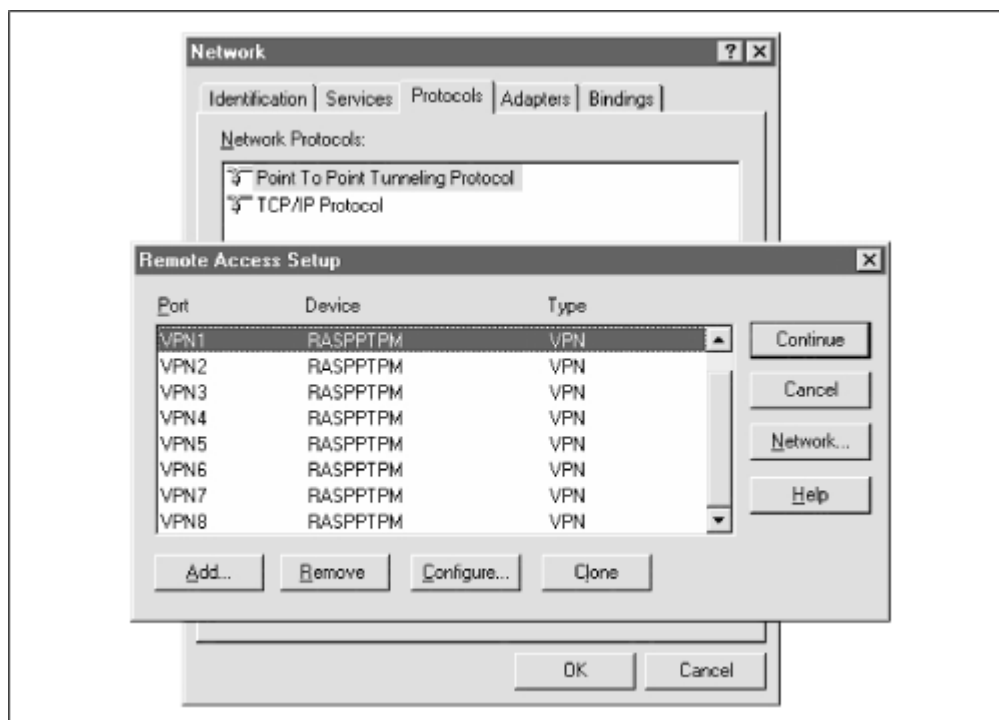 Network
Identification Services Protocols Adapters Bindings
Network Protocols:
Point To Point Tunneling Protocol
TCP/IP Protocol
Remote Access Setup
Port Device Type
VPN1 RASPPTPM VPN
VPN2 RASPPTPM VPN
VPN3 RASPPTPM VPN
VPN4 RASPPTPM VPN
VPN5 RASPPTPM VPN
VPN6 RASPPTPM VPN
VPN7 RASPPTPM VPN
VPN8 RASPPTPM VPN
Continue
Cancel
Network...
Help
Add... Remove Configure... Clone
OK Cancel